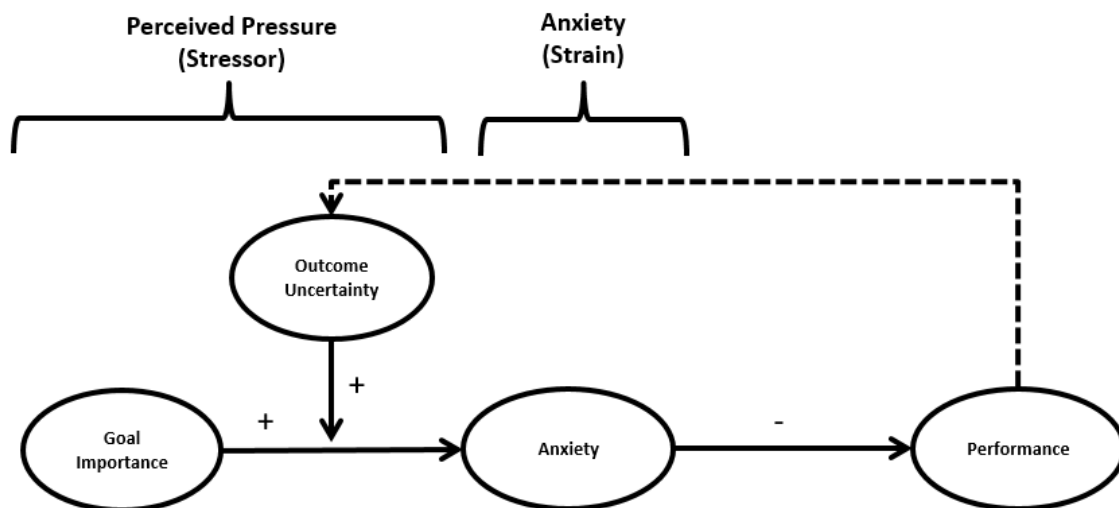 Perceived Pressure
(Stressor)
Anxiety
(Strain)
Outcome
Uncertainty
+
+
Goal
Importance
Anxiety
-
Performance